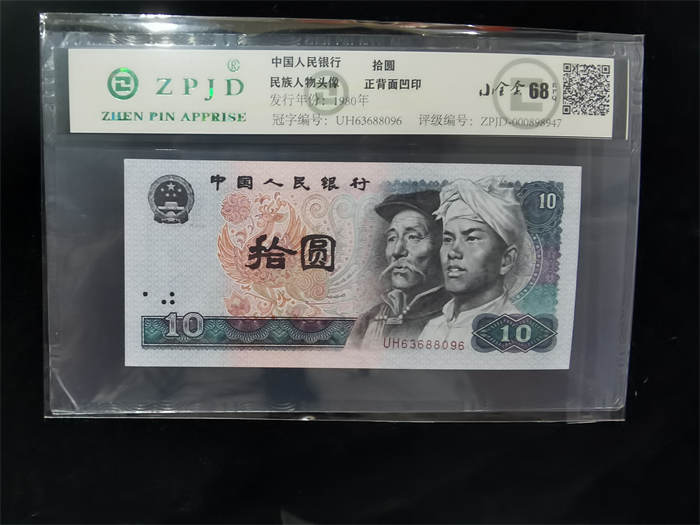 ZPJD®
ZHEN PIN APPRISE
中国人民银行 拾圆
民族人物头像 正背面凹印
发行年份：1980年
冠字编号：UH63688096 评级编号：ZPJD-000898947
68
EPQ
中国人民银行
10
拾圆
10
UH63688096
10